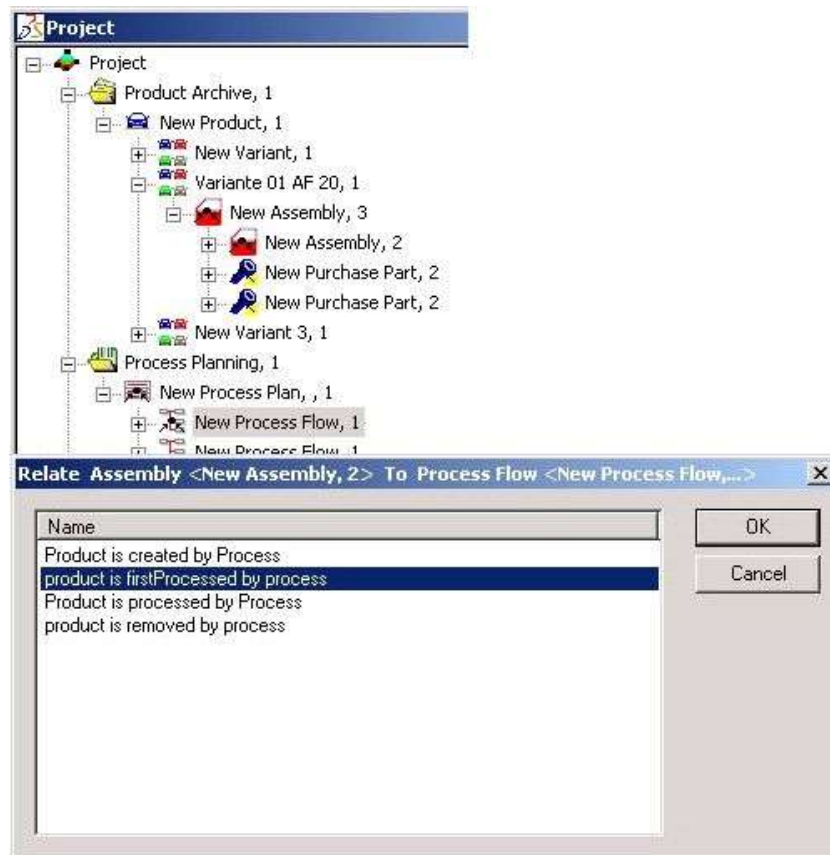 Project
Project
Product Archive, 1
New Product, 1
New Variant, 1
Variante 01 AF 20, 1
New Assembly, 3
New Assembly, 2
New Purchase Part, 2
New Purchase Part, 2
New Variant 3, 1
Process Planning, 1
New Process Plan, , 1
New Process Flow, 1
New Process Flow, 1
Relate Assembly <New Assembly, 2> To Process Flow <New Process Flow,...>
Name
OK
Product is created by Process
product is firstProcessed by process
Cancel
Product is processed by Process
product is removed by process